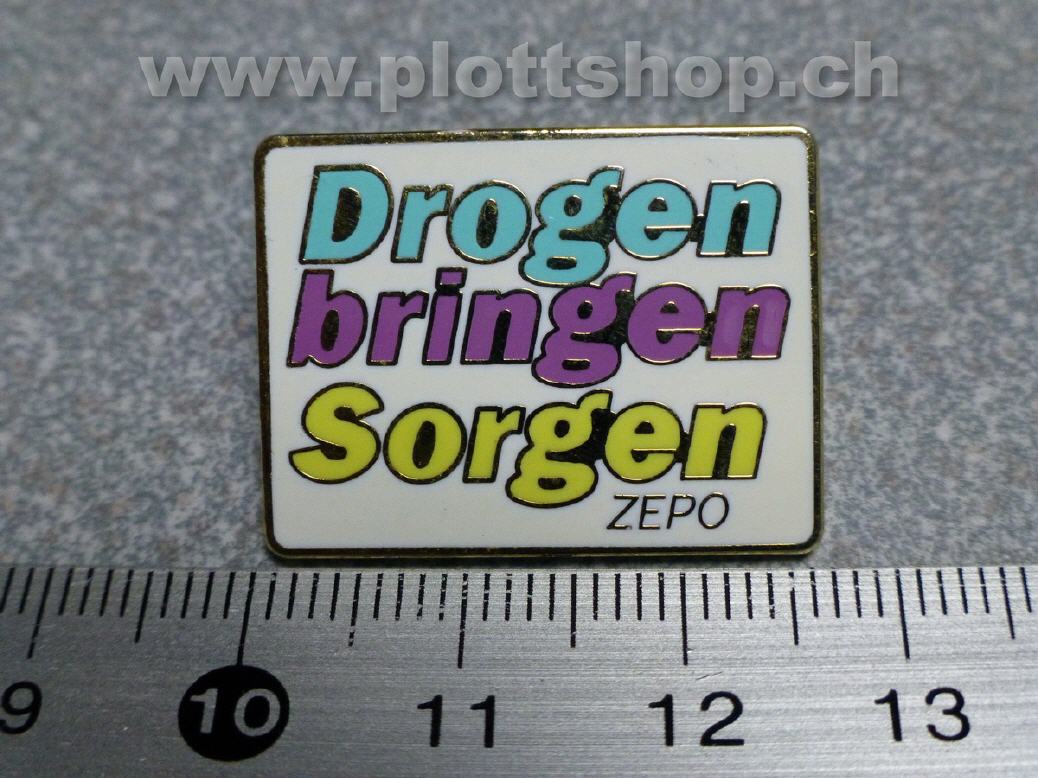 www.plottshop.ch
Drogen
bringen
Sorgen
ZEPO
9 10 11 12 13